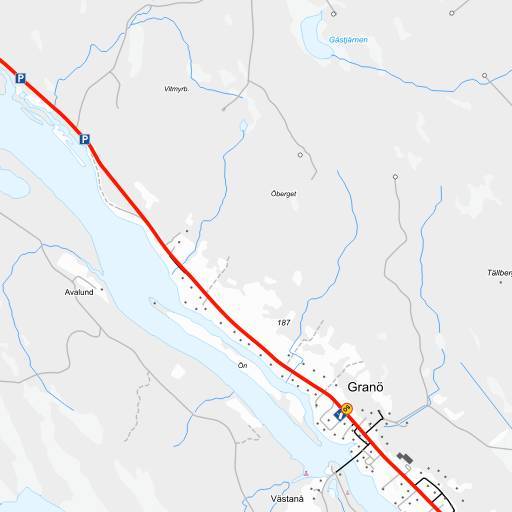 Gästjärnen
Vitmyrb.
P
P
Öberget
Tällberg
Avalund
187
Ön
Granö
Västanå